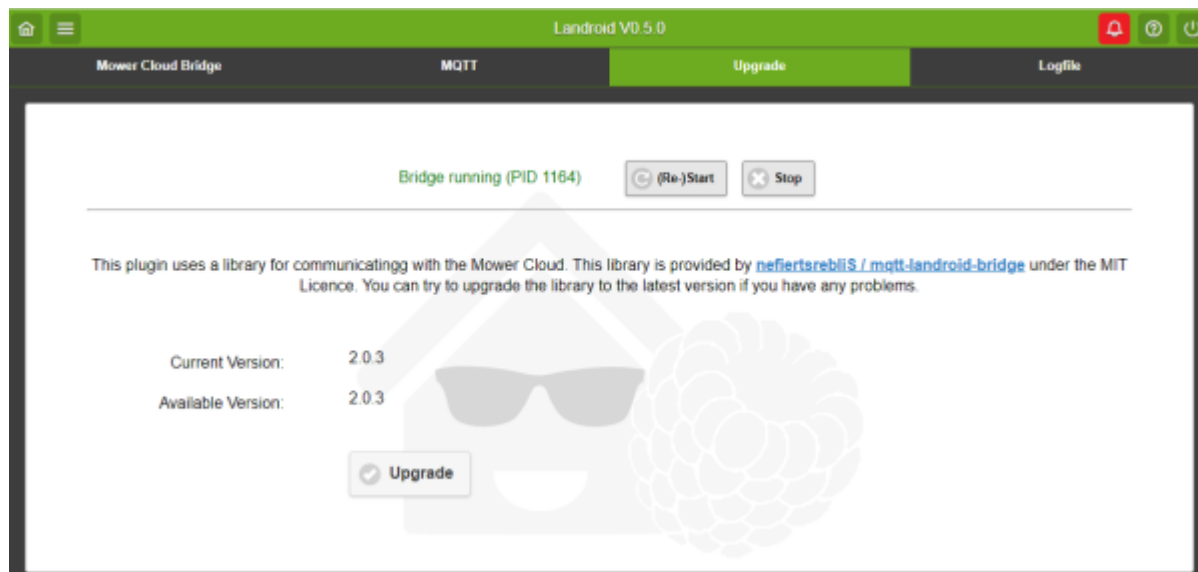 Landroid V0.5.0
Mower Cloud Bridge MQTT Upgrade Logfile
Bridge running (PID 1164) (Re-)Start Stop
This plugin uses a library for communicatingg with the Mower Cloud. This library is provided by nefiertsrebliS / mqtt-landroid-bridge under the MIT
Licence. You can try to upgrade the library to the latest version if you have any problems.
Current Version: 2.0.3
Available Version: 2.0.3
Upgrade